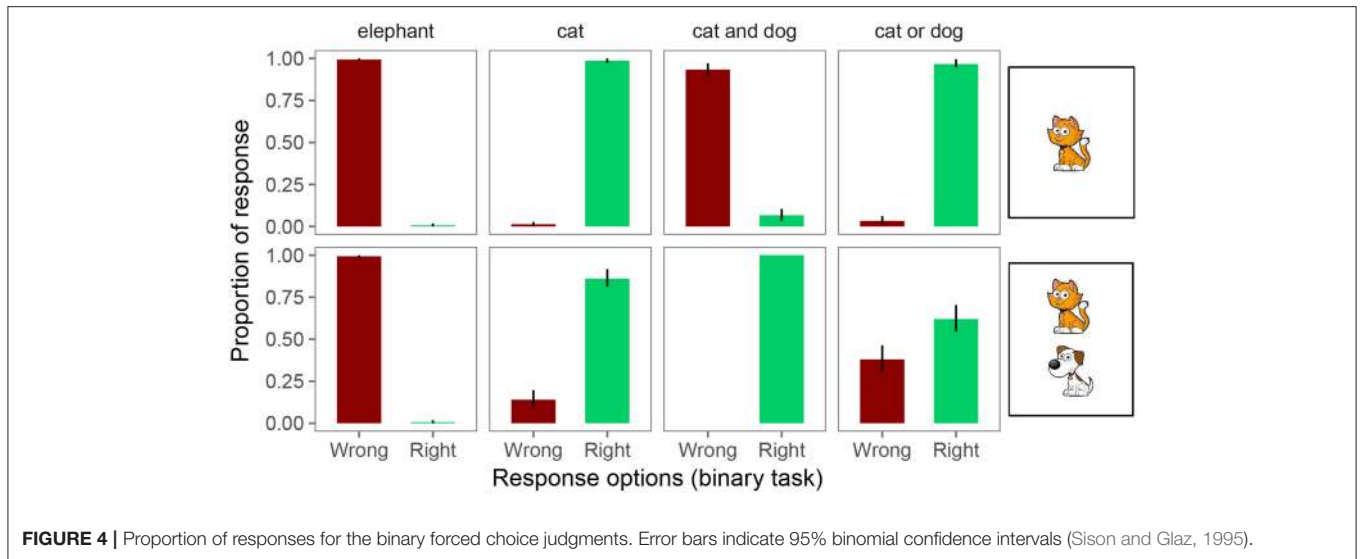 elephant cat cat and dog cat or dog
Proportion of response
1.00
0.75
0.50
0.25
0.00
1.00
0.75
0.50
0.25
0.00
Wrong Right Wrong Right Wrong Right Wrong Right
Response options (binary task)
FIGURE 4 | Proportion of responses for the binary forced choice judgments. Error bars indicate 95% binomial confidence intervals (Sison and Glaz, 1995).